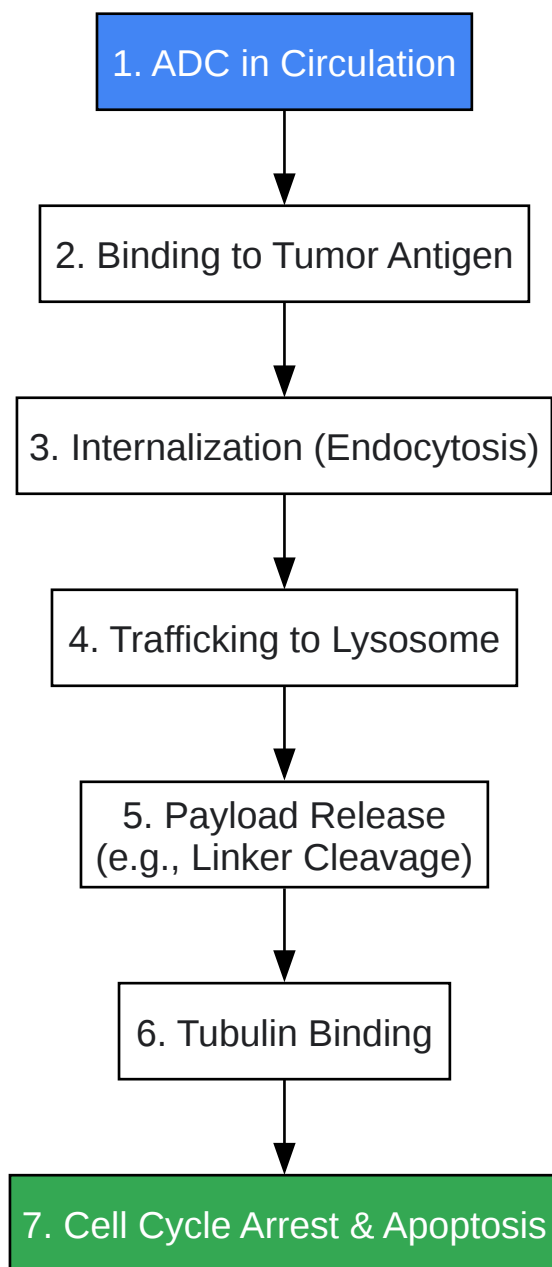 1. ADC in Circulation
2. Binding to Tumor Antigen
3. Internalization (Endocytosis)
4. Trafficking to Lysosome
5. Payload Release
(e.g., Linker Cleavage)
6. Tubulin Binding
7. Cell Cycle Arrest & Apoptosis